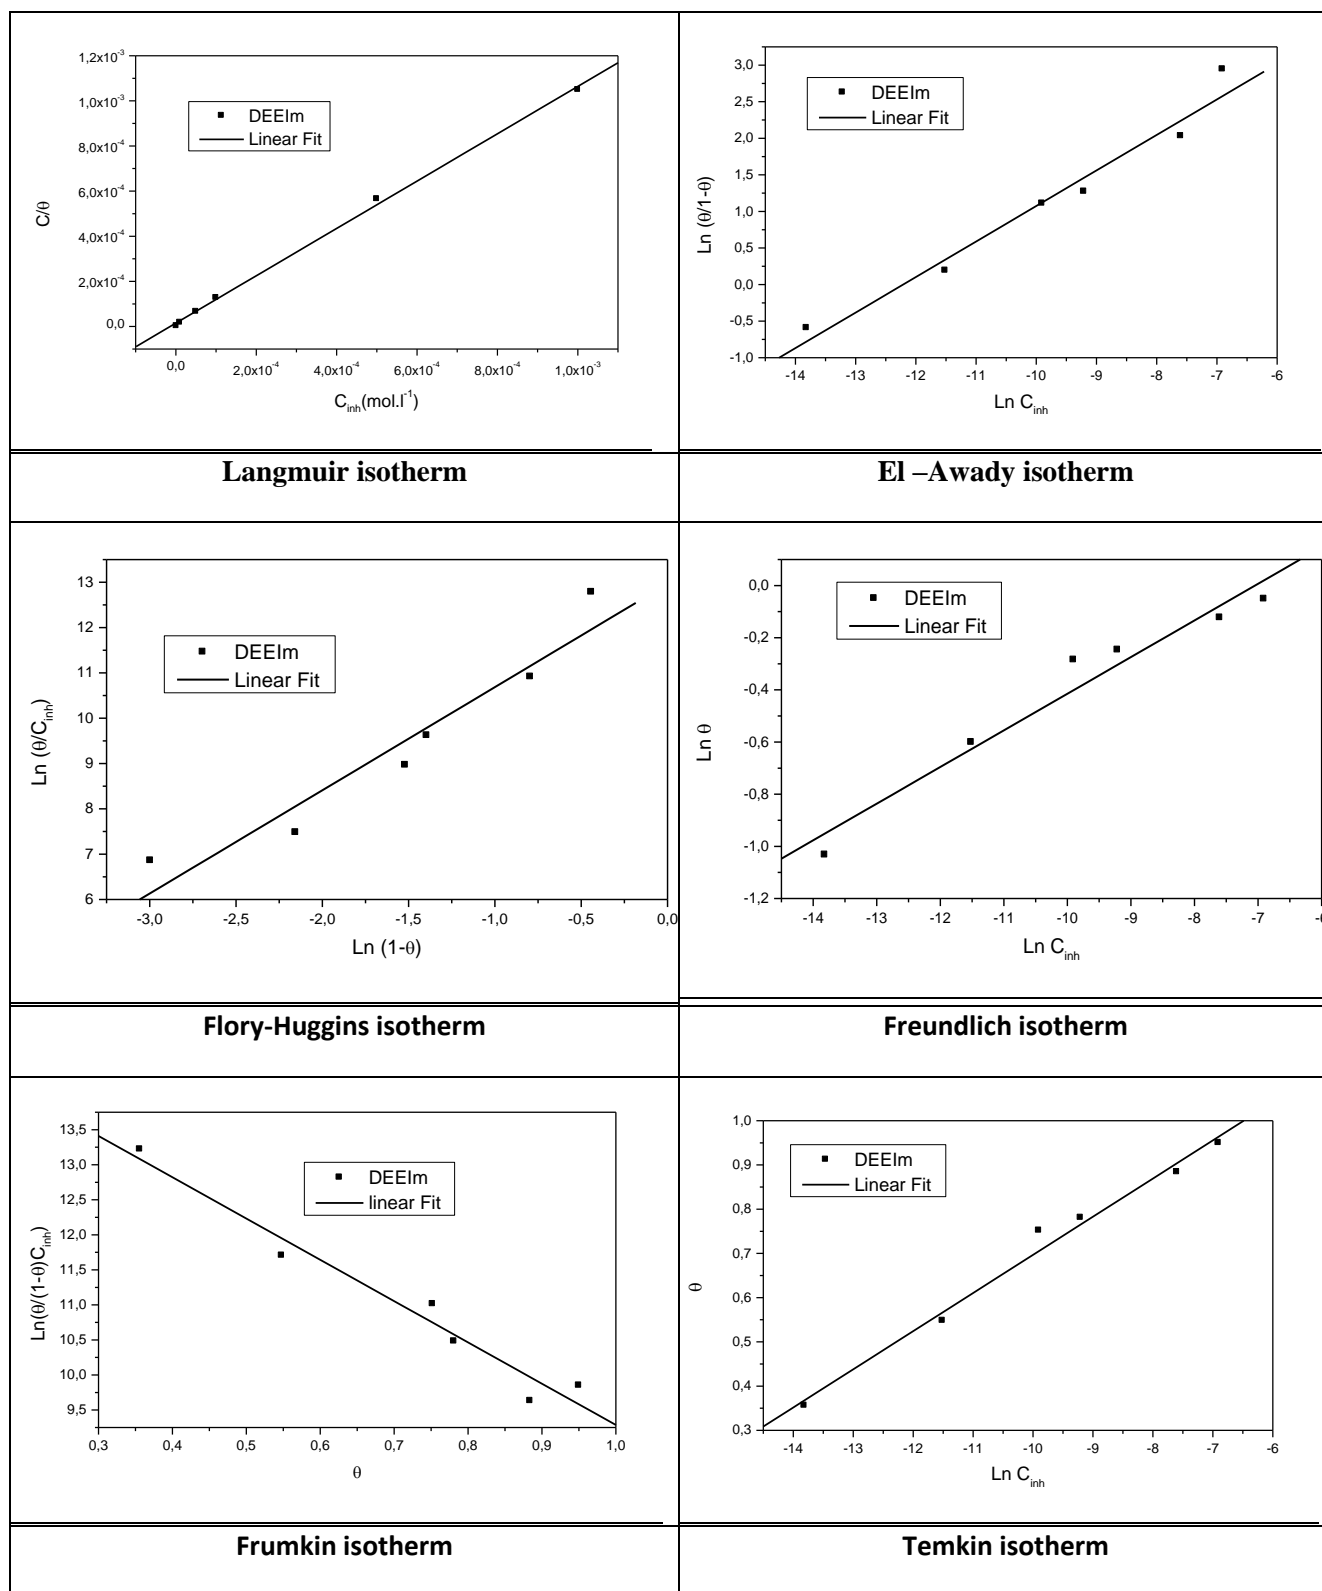 1,2x10-3
1,0x10-3
8,0x10-4
6,0x10-4
4,0x10-4
2,0x10-4
0,0
C/θ
DEEIm
Linear Fit
0,0 2,0x10-4 4,0x10-4 6,0x10-4 8,0x10-4 1,0x10-3
Cinh(mol.l-1)
Langmuir isotherm
3,0
2,5
2,0
1,5
1,0
0,5
0,0
-0,5
-1,0
Ln (θ/1-θ)
DEEIm
Linear Fit
-14 -13 -12 -11 -10 -9 -8 -7 -6
Ln Cinh
El –Awady isotherm
13
12
11
10
9
8
7
6
Ln (θ/Cinh)
DEEIm
Linear Fit
-3,0 -2,5 -2,0 -1,5 -1,0 -0,5 0,0
Ln (1-θ)
Flory-Huggins isotherm
0,0
-0,2
-0,4
-0,6
-0,8
-1,0
-1,2
Ln θ
DEEIm
Linear Fit
-14 -13 -12 -11 -10 -9 -8 -7 -6
Ln Cinh
Freundlich isotherm
13,5
13,0
12,5
12,0
11,5
11,0
10,5
10,0
9,5
Ln(θ/(1-θ)Cinh)
DEEIm
linear Fit
0,3 0,4 0,5 0,6 0,7 0,8 0,9 1,0
θ
Frumkin isotherm
1,0
0,9
0,8
0,7
0,6
0,5
0,4
0,3
θ
DEEIm
Linear Fit
-14 -13 -12 -11 -10 -9 -8 -7 -6
Ln Cinh
Temkin isotherm